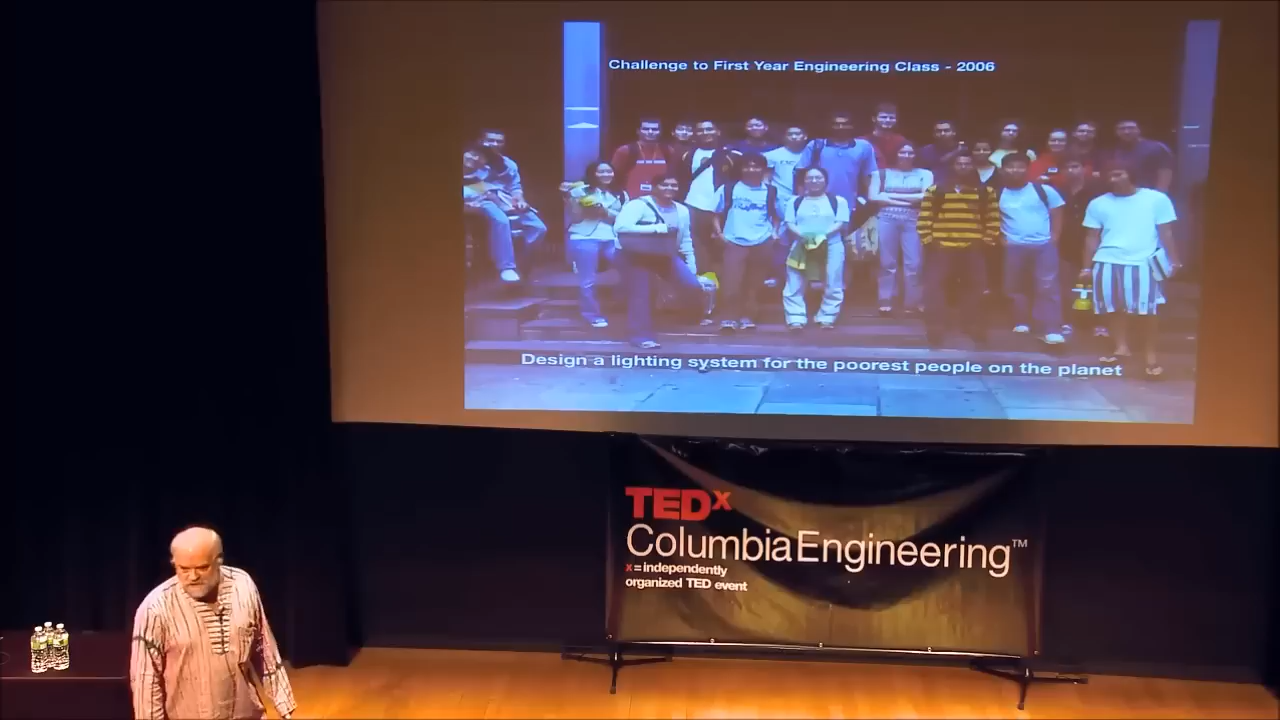 Challenge to First Year Engineering Class - 2006
Design a lighting system for the poorest people on the planet
TEDx
ColumbiaEngineering™
x = independently
organized TED event